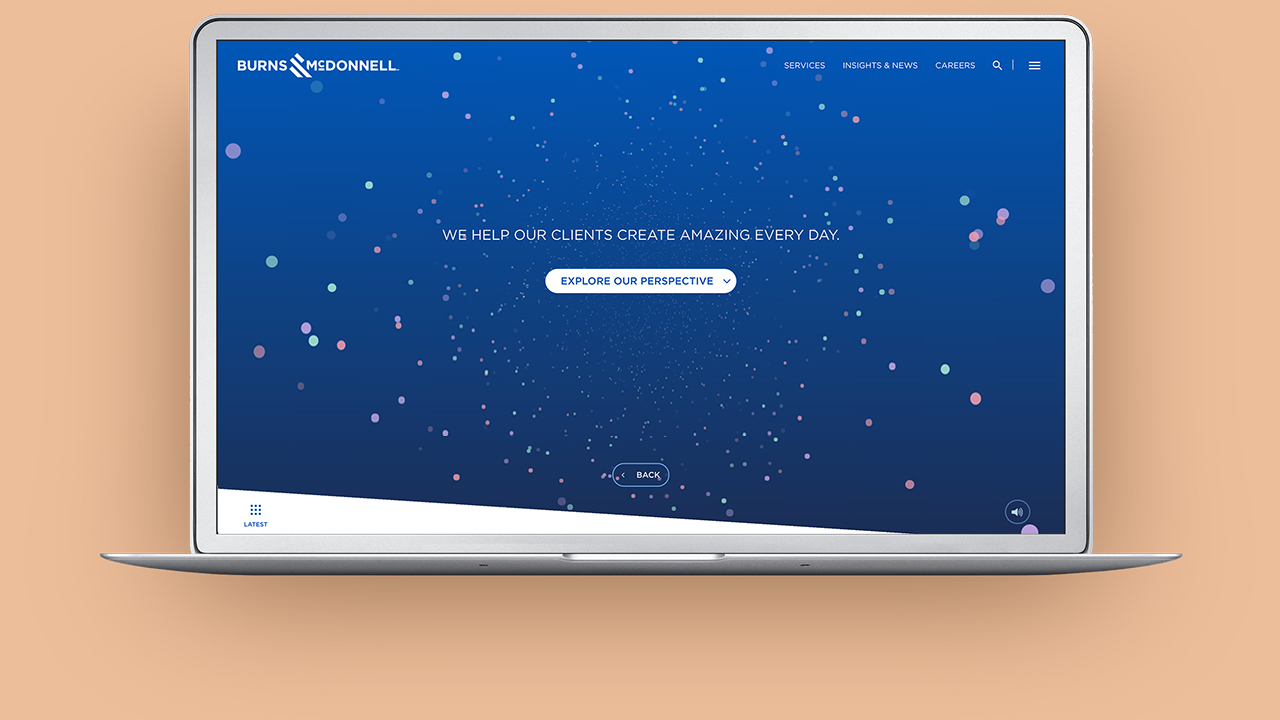 BURNS McDONNELL
SERVICES INSIGHTS & NEWS CAREERS
WE HELP OUR CLIENTS CREATE AMAZING EVERY DAY.
EXPLORE OUR PERSPECTIVE
BACK
LATEST